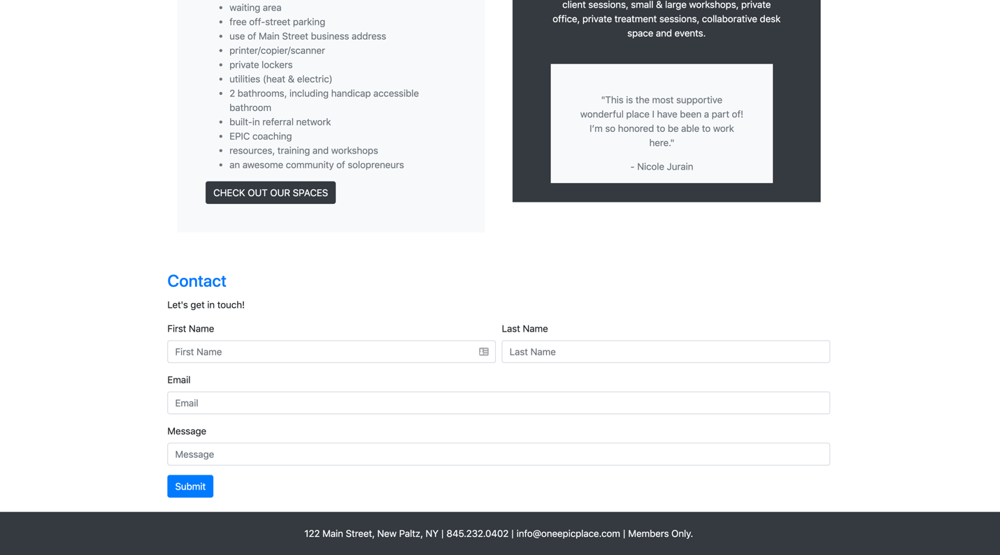 waiting area
free off-street parking
use of Main Street business address
printer/copier/scanner
private lockers
utilities (heat & electric)
2 bathrooms, including handicap accessible
bathroom
built-in referral network
EPIC coaching
resources, training and workshops
an awesome community of solopreneurs
CHECK OUT OUR SPACES
client sessions, small & large workshops, private
office, private treatment sessions, collaborative desk
space and events.
"This is the most supportive
wonderful place I have been a part of!
I’m so honored to be able to work
here."
- Nicole Jurain
Contact
Let's get in touch!
First Name
Last Name
First Name
Last Name
Email
Email
Message
Message
Submit
122 Main Street, New Paltz, NY | 845.232.0402 | info@oneepicplace.com | Members Only.